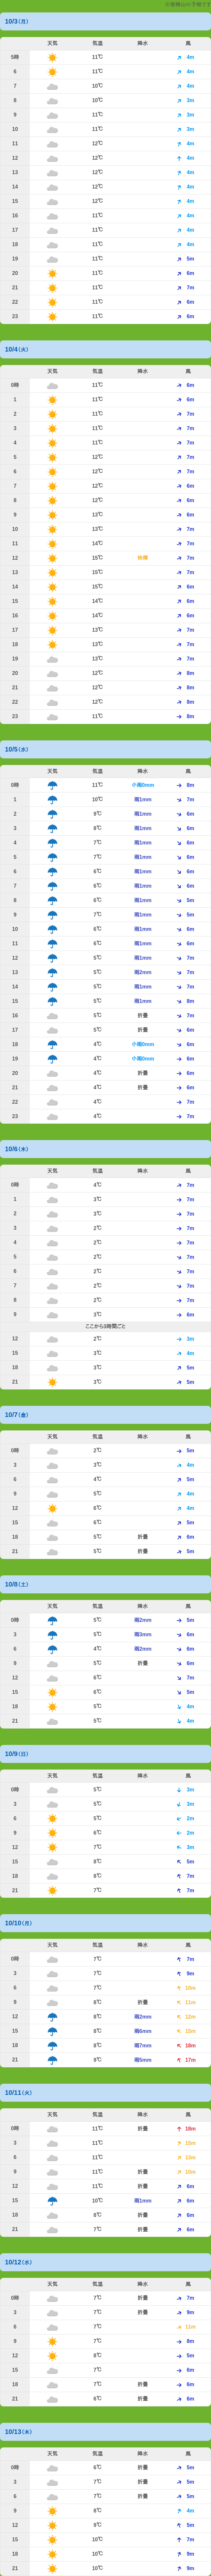 10/3(月)
天気 気温 降水 風
5時 11℃ 4m
6 11℃ 4m
7 10℃ 4m
8 10℃ 3m
9 11℃ 3m
10 11℃ 3m
11 12℃ 4m
12 12℃ 4m
13 12℃ 4m
14 12℃ 4m
15 12℃ 4m
16 11℃ 4m
17 11℃ 4m
18 11℃ 4m
19 11℃ 5m
20 11℃ 6m
21 11℃ 7m
22 11℃ 6m
23 11℃ 6m
10/4(火)
天気 気温 降水 風
0時 11℃ 6m
1 11℃ 6m
2 11℃ 7m
3 11℃ 7m
4 11℃ 7m
5 12℃ 7m
6 12℃ 7m
7 12℃ 6m
8 12℃ 6m
9 13℃ 6m
10 13℃ 7m
11 14℃ 7m
12 15℃ 快晴 7m
13 15℃ 7m
14 15℃ 6m
15 14℃ 6m
16 14℃ 7m
17 13℃ 7m
18 13℃ 7m
19 13℃ 7m
20 12℃ 8m
21 12℃ 8m
22 12℃ 8m
23 11℃ 8m
10/5(水)
天気 気温 降水 風
0時 11℃ 小雨0mm 8m
1 10℃ 雨1mm 7m
2 9℃ 雨1mm 6m
3 8℃ 雨1mm 6m
4 7℃ 雨1mm 6m
5 7℃ 雨1mm 6m
6 6℃ 雨1mm 6m
7 6℃ 雨1mm 6m
8 6℃ 雨1mm 5m
9 7℃ 雨1mm 5m
10 6℃ 雨1mm 6m
11 6℃ 雨1mm 6m
12 5℃ 雨1mm 7m
13 5℃ 雨2mm 7m
14 5℃ 雨1mm 7m
15 5℃ 雨1mm 8m
16 5℃ 折畳 7m
17 5℃ 折畳 6m
18 4℃ 小雨0mm 6m
19 4℃ 小雨0mm 6m
20 4℃ 折畳 6m
21 4℃ 折畳 6m
22 4℃ 7m
23 4℃ 7m
10/6(木)
天気 気温 降水 風
0時 4℃ 7m
1 3℃ 7m
2 3℃ 7m
3 2℃ 7m
4 2℃ 7m
5 2℃ 7m
6 2℃ 7m
7 2℃ 7m
8 2℃ 7m
9 3℃ 6m
ここから3時間ごと
12 2℃ 3m
15 3℃ 4m
18 3℃ 5m
21 3℃ 5m
10/7(金)
天気 気温 降水 風
0時 2℃ 5m
3 3℃ 4m
6 4℃ 5m
9 5℃ 4m
12 6℃ 4m
15 6℃ 5m
18 5℃ 折畳 6m
21 5℃ 折畳 5m
10/8(土)
天気 気温 降水 風
0時 5℃ 雨2mm 5m
3 5℃ 雨3mm 6m
6 4℃ 雨2mm 6m
9 5℃ 折畳 6m
12 6℃ 7m
15 6℃ 5m
18 5℃ 4m
21 5℃ 4m
10/9(日)
天気 気温 降水 風
0時 5℃ 3m
3 5℃ 3m
6 5℃ 2m
9 6℃ 2m
12 7℃ 3m
15 8℃ 5m
18 8℃ 7m
21 7℃ 7m
10/10(月)
天気 気温 降水 風
0時 7℃ 7m
3 7℃ 9m
6 7℃ 10m
9 8℃ 折畳 11m
12 8℃ 雨2mm 12m
15 8℃ 雨6mm 15m
18 8℃ 雨7mm 18m
21 9℃ 雨5mm 17m
10/11(火)
天気 気温 降水 風
0時 11℃ 折畳 18m
3 11℃ 15m
6 11℃ 13m
9 11℃ 折畳 10m
12 11℃ 折畳 6m
15 10℃ 雨1mm 6m
18 8℃ 折畳 6m
21 7℃ 折畳 6m
10/12(水)
天気 気温 降水 風
0時 7℃ 折畳 7m
3 7℃ 折畳 9m
6 7℃ 11m
9 7℃ 8m
12 8℃ 5m
15 7℃ 6m
18 7℃ 折畳 6m
21 6℃ 折畳 6m
10/13(木)
天気 気温 降水 風
0時 6℃ 折畳 5m
3 7℃ 折畳 5m
6 7℃ 折畳 5m
9 8℃ 4m
12 9℃ 5m
15 10℃ 7m
18 10℃ 9m
21 10℃ 9m